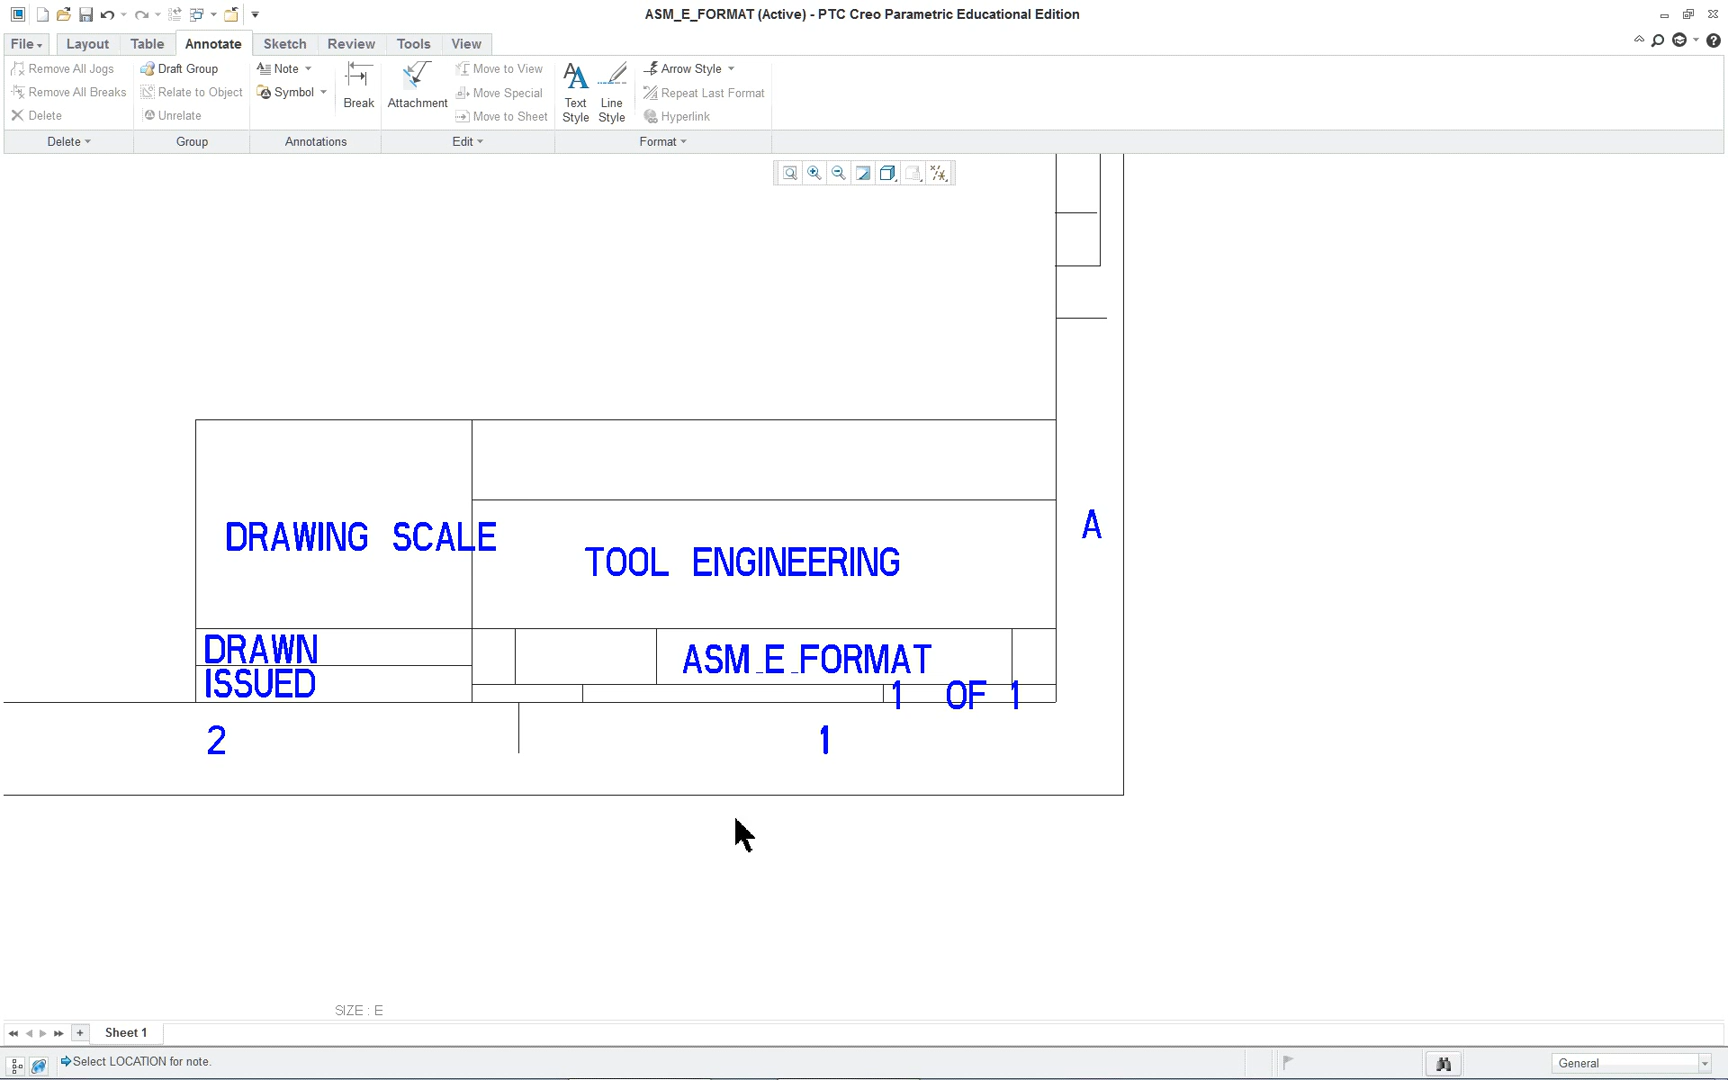 ASM_E_FORMAT (Active) - PTC Creo Parametric Educational Edition
File Layout Table Annotate Sketch Review Tools View
Remove All Jogs
Remove All Breaks
Delete
Draft Group
Relate to Object
Unrelate
Note
Symbol
Break
Attachment
Move to View
Move Special
Move to Sheet
Text Style
Line Style
Arrow Style
Repeat Last Format
Hyperlink
Delete Group Annotations Edit Format
DRAWING SCALE
TOOL ENGINEERING
A
DRAWN
ISSUED
ASM_E_FORMAT
1 OF 1
2
1
SIZE : E
Sheet 1
Select LOCATION for note.
General